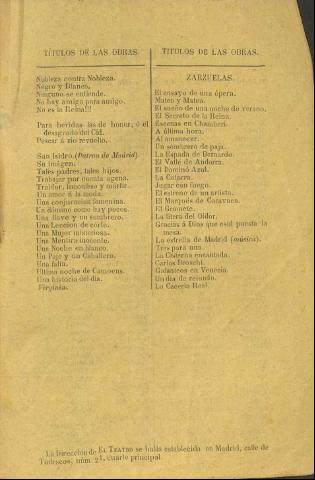 TÍTULOS DE LAS OBRAS.
Nobleza contra Nobleza.
Negro y Blanco.
Ninguno se entiende.
No hay amiga para amigo.
No es la Reina!!!
Para heridas las de honor, ó el
desagravio del Cid.
Pescar á rio revuelto.
San Isidro (Patron de Madrid)
Su imágen.
Tales padres, tales hijos.
Trabajar por cuenta agena.
Traidor, inconfeso y mártir.
Un amor á la moda.
Una conjuracion femenina.
Un dómine como hay pocos.
Una llave y un sombrero.
Una Leccion de córte.
Una Mujer misteriosa.
Una Mentira inocente.
Una Noche en blanco.
Un Paje y un Caballero.
Una falta.
Ultima noche de Camoens.
Una historia del dia.
Virginia.
TITULOS DE LAS OBRAS.
ZARZUELAS.
El ensayo de una ópera.
Mateo y Matea.
El sueño de una noche de verano.
El Secreto de la Reina.
Escenas en Chamberí.
A última hora.
Al amanecer.
Un sombrero de paja.
La Espada de Bernardo.
El Valle de Andorra.
El Dominó Azul.
La Cotorra.
Jugar con fuego.
El estreno de un artista.
El Marqués de Caravaca.
El Grumete.
La litera del Oidor.
Gracias á Dios que está puesta la
mesa.
La estrella de Madrid (música).
Tres para una.
La Cisterna encantada.
Carlos Broschi.
Galanteos en Venecia.
Un dia de reinado.
La Cacería Real.
La Direccion de EL TEATRO se halla establecida en Madrid, calle de
Tudescos, núm 21, cuarto principal.